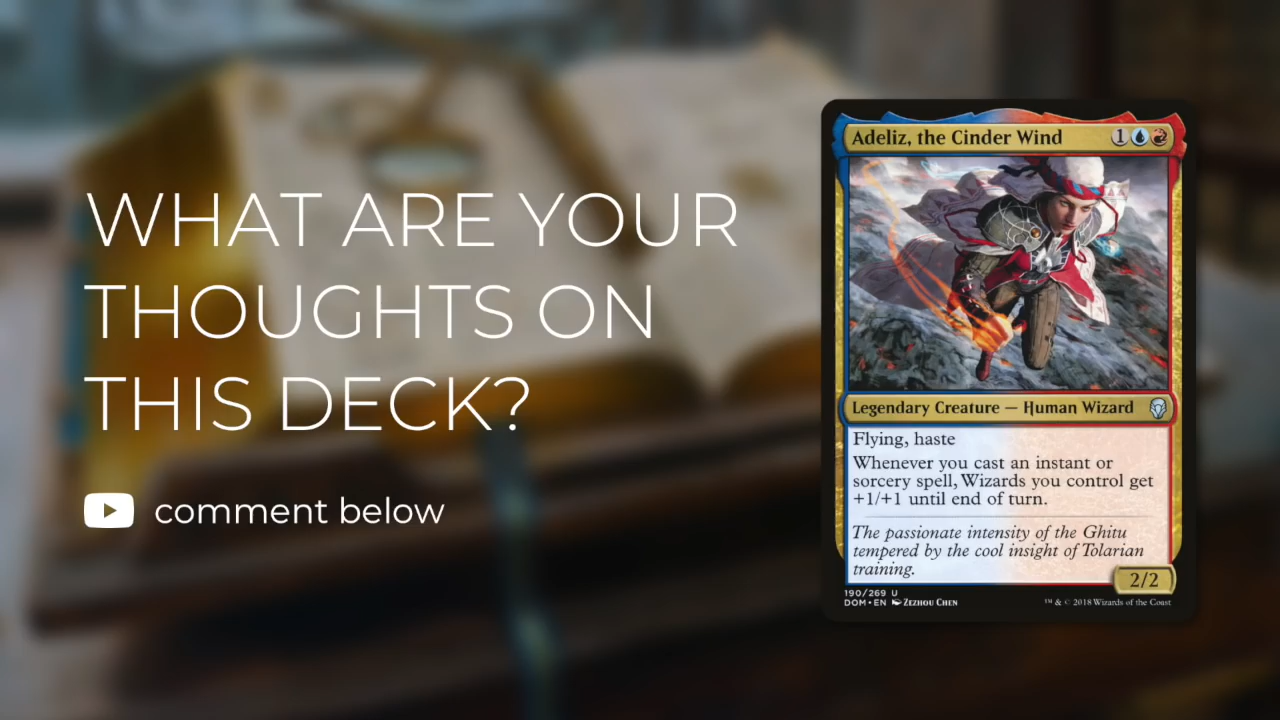 WHAT ARE YOUR
THOUGHTS ON
THIS DECK?
comment below
Adeliz, the Cinder Wind 1
Legendary Creature — Human Wizard
Flying, haste
Whenever you cast an instant or
sorcery spell, Wizards you control get
+1/+1 until end of turn.
The passionate intensity of the Ghitu
tempered by the cool insight of Tolarian
training.
2/2
190/269 U
DOM • EN ZEZHOU CHEN
™ & © 2018 Wizards of the Coast